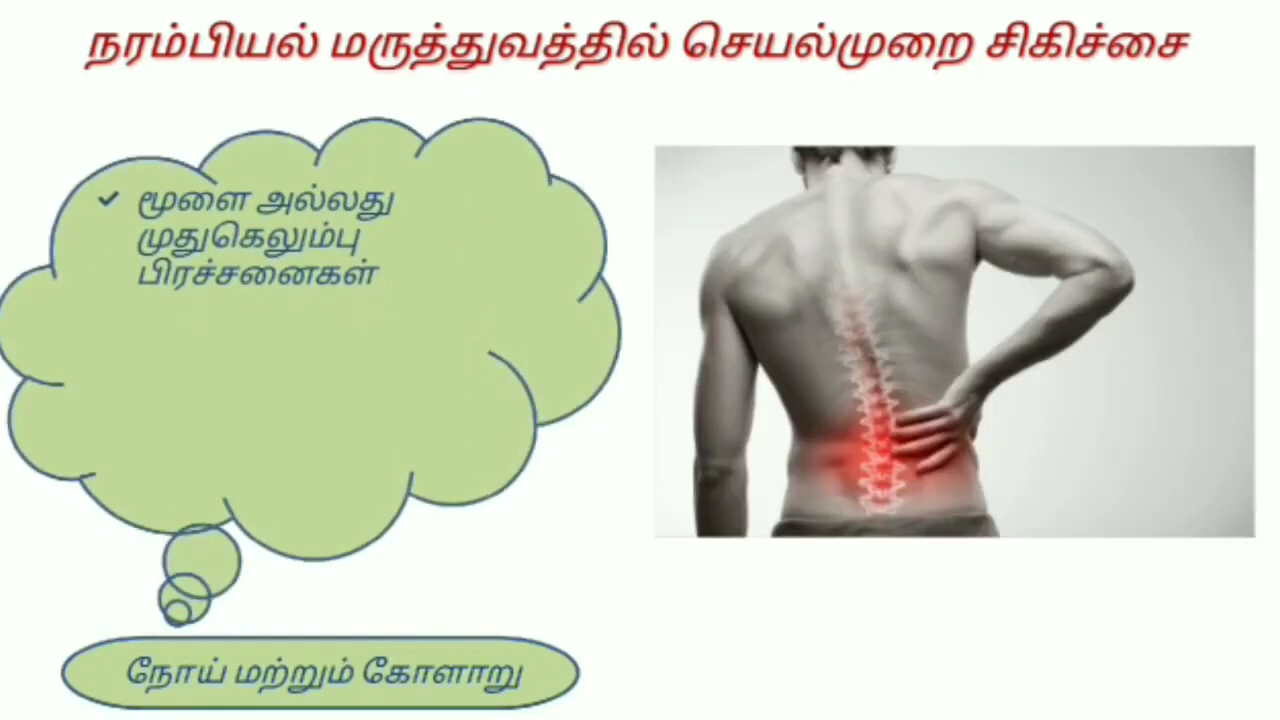 நரம்பியல் மருத்துவத்தில் செயல்முறை சிகிச்சை
✓ மூளை அல்லது
முதுகெலும்பு
பிரச்சனைகள்
நோய் மற்றும் கோளாறு